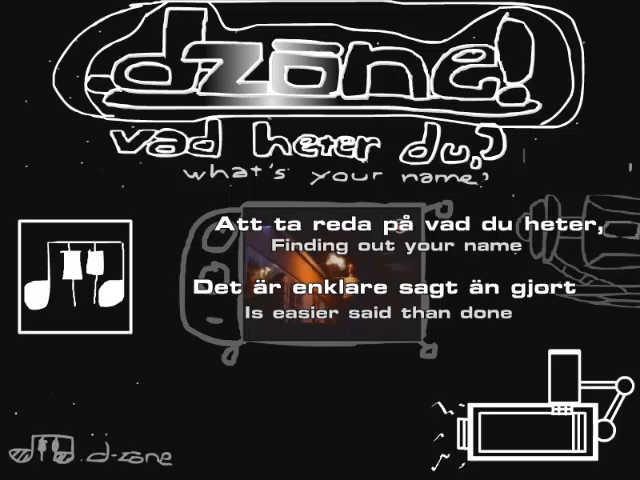 dzone!
vad heter du,?
what's your name?
Att ta reda på vad du heter,
Finding out your name
Det är enklare sagt än gjort
Is easier said than done
d-zone